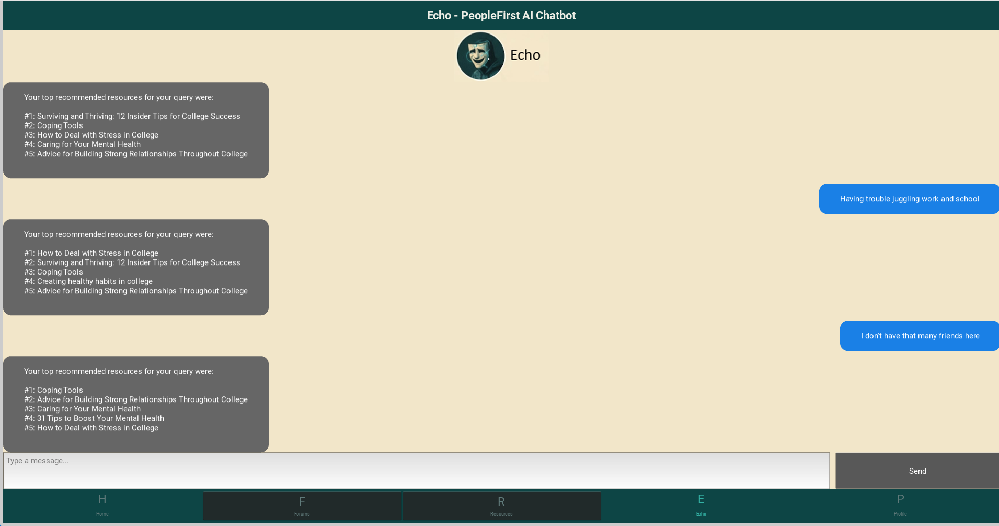 Echo - PeopleFirst AI Chatbot
Echo
Your top recommended resources for your query were:
#1: Surviving and Thriving: 12 Insider Tips for College Success
#2: Coping Tools
#3: How to Deal with Stress in College
#4: Caring for Your Mental Health
#5: Advice for Building Strong Relationships Throughout College
Having trouble juggling work and school
Your top recommended resources for your query were:
#1: How to Deal with Stress in College
#2: Surviving and Thriving: 12 Insider Tips for College Success
#3: Coping Tools
#4: Creating healthy habits in college
#5: Advice for Building Strong Relationships Throughout College
I don't have that many friends here
Your top recommended resources for your query were:
#1: Coping Tools
#2: Advice for Building Strong Relationships Throughout College
#3: Caring for Your Mental Health
#4: 31 Tips to Boost Your Mental Health
#5: How to Deal with Stress in College
Type a message...
Send
H
Home
F
Forums
R
Resources
E
Echo
P
Profile